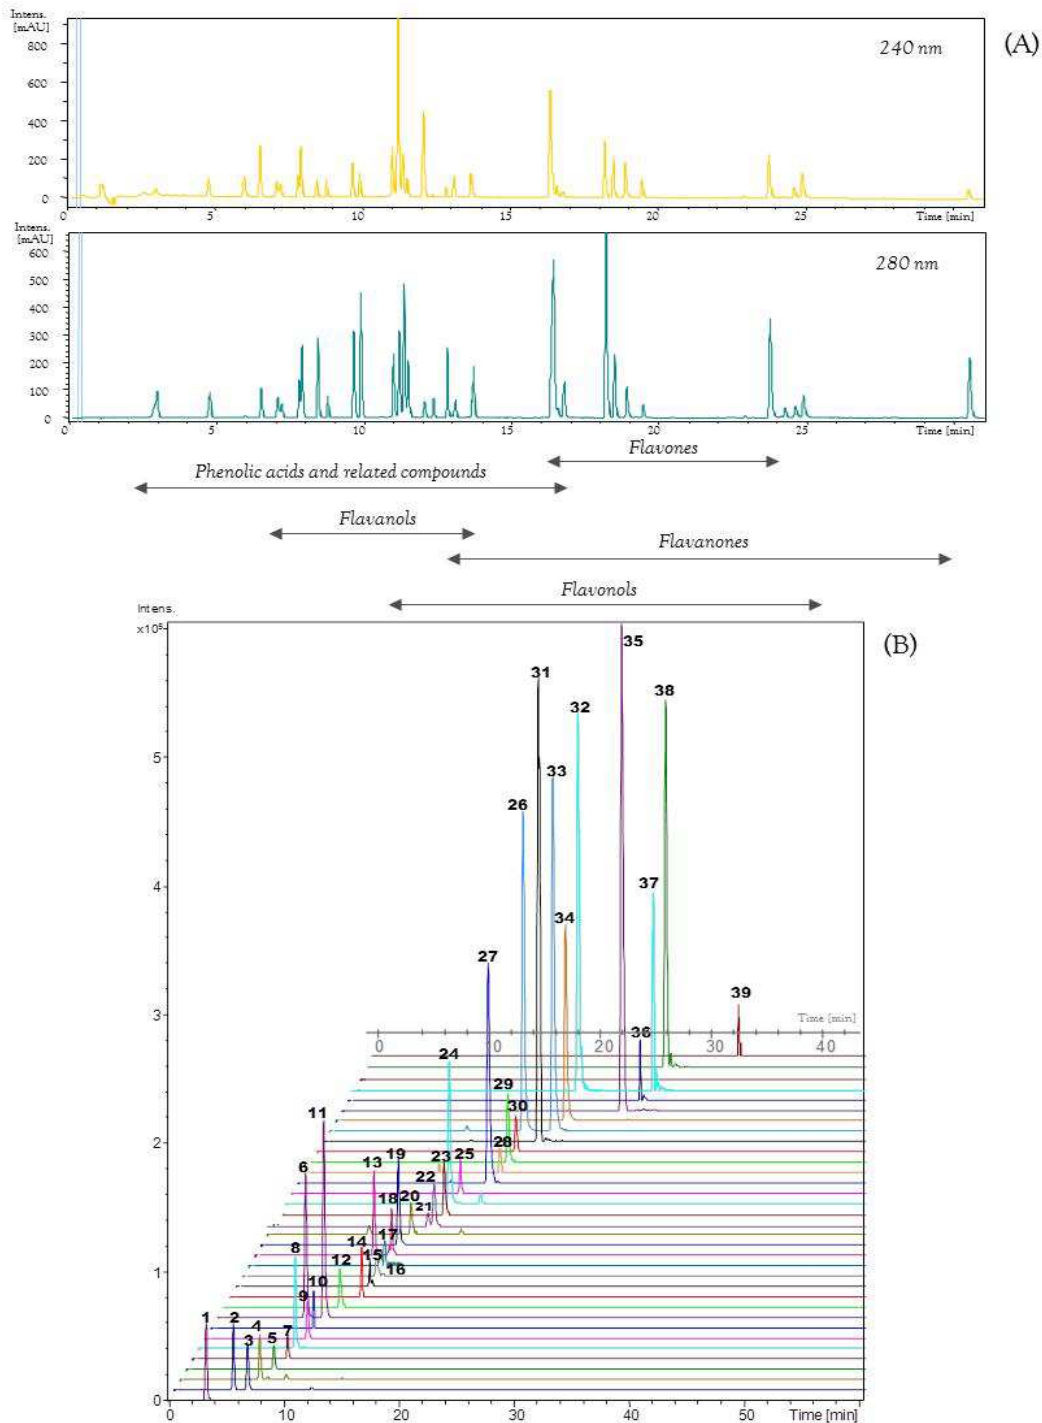 Intens.
[mAU]
800
600
400
200
0
240 nm
(A)
0 5 10 15 20 25 Time [min]
Intens.
[mAU]
600
500
400
300
200
100
0
280 nm
0 5 10 15 20 25 Time [min]
Flavones
Phenolic acids and related compounds
Flavanols
Flavanones
Flavonols
Intens.
x10⁵
(B)
35
31
38
32
5
33
26
4
37
34
27
3
39
Time [min]
0 10 20 30 40
36
24
29
30
11
2
28
6
13
19
23
25
22
18
20
21
8
14
17
12
15
16
1
10
9
1
2
4
7
3
5
0
0 10 20 30 40 50 Time [min]